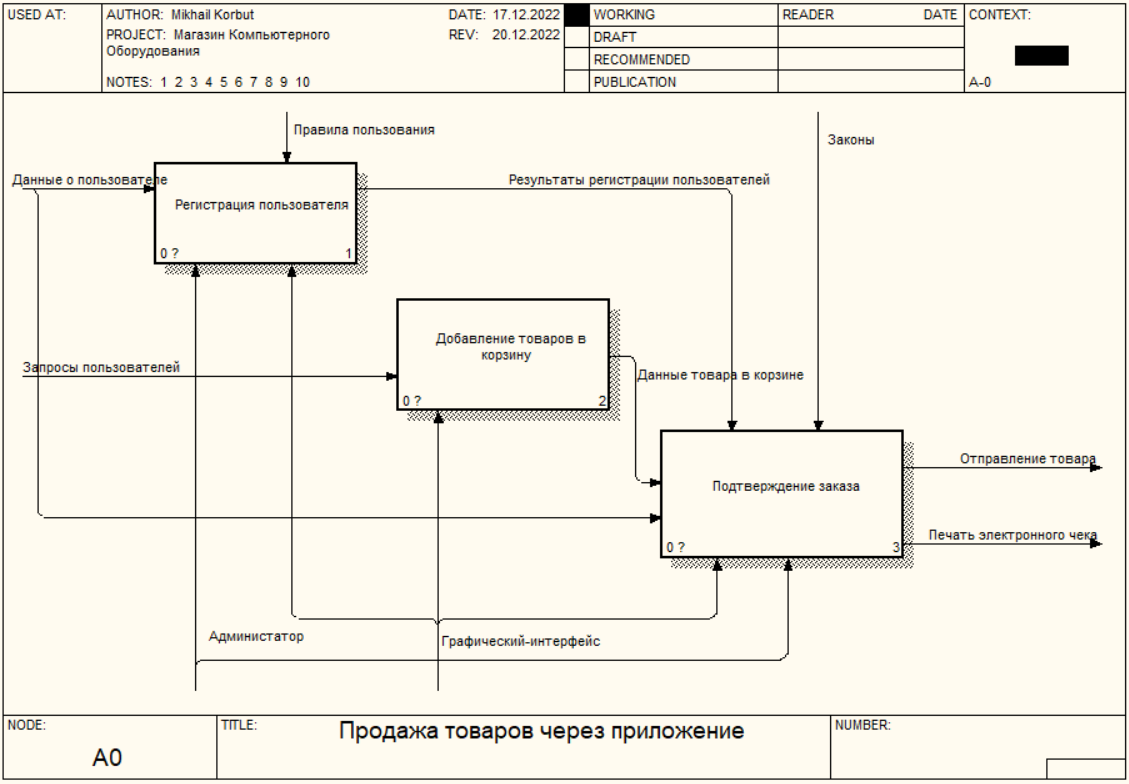 USED AT:
AUTHOR: Mikhail Korbut
DATE: 17.12.2022
WORKING
READER
DATE
CONTEXT:
PROJECT: Магазин Компьютерного
Оборудования
REV: 20.12.2022
DRAFT
RECOMMENDED
NOTES: 1 2 3 4 5 6 7 8 9 10
PUBLICATION
A-0
Правила пользования
Законы
Данные о пользователе
Результаты регистрации пользователей
Регистрация пользователя
0 ?
1
Добавление товаров в
корзину
Запросы пользователей
Данные товара в корзине
0 ?
2
Отправление товара
Подтверждение заказа
Печать электронного чека
0 ?
3
Администатор
Графический-интерфейс
NODE:
TITLE:
Продажа товаров через приложение
NUMBER:
A0